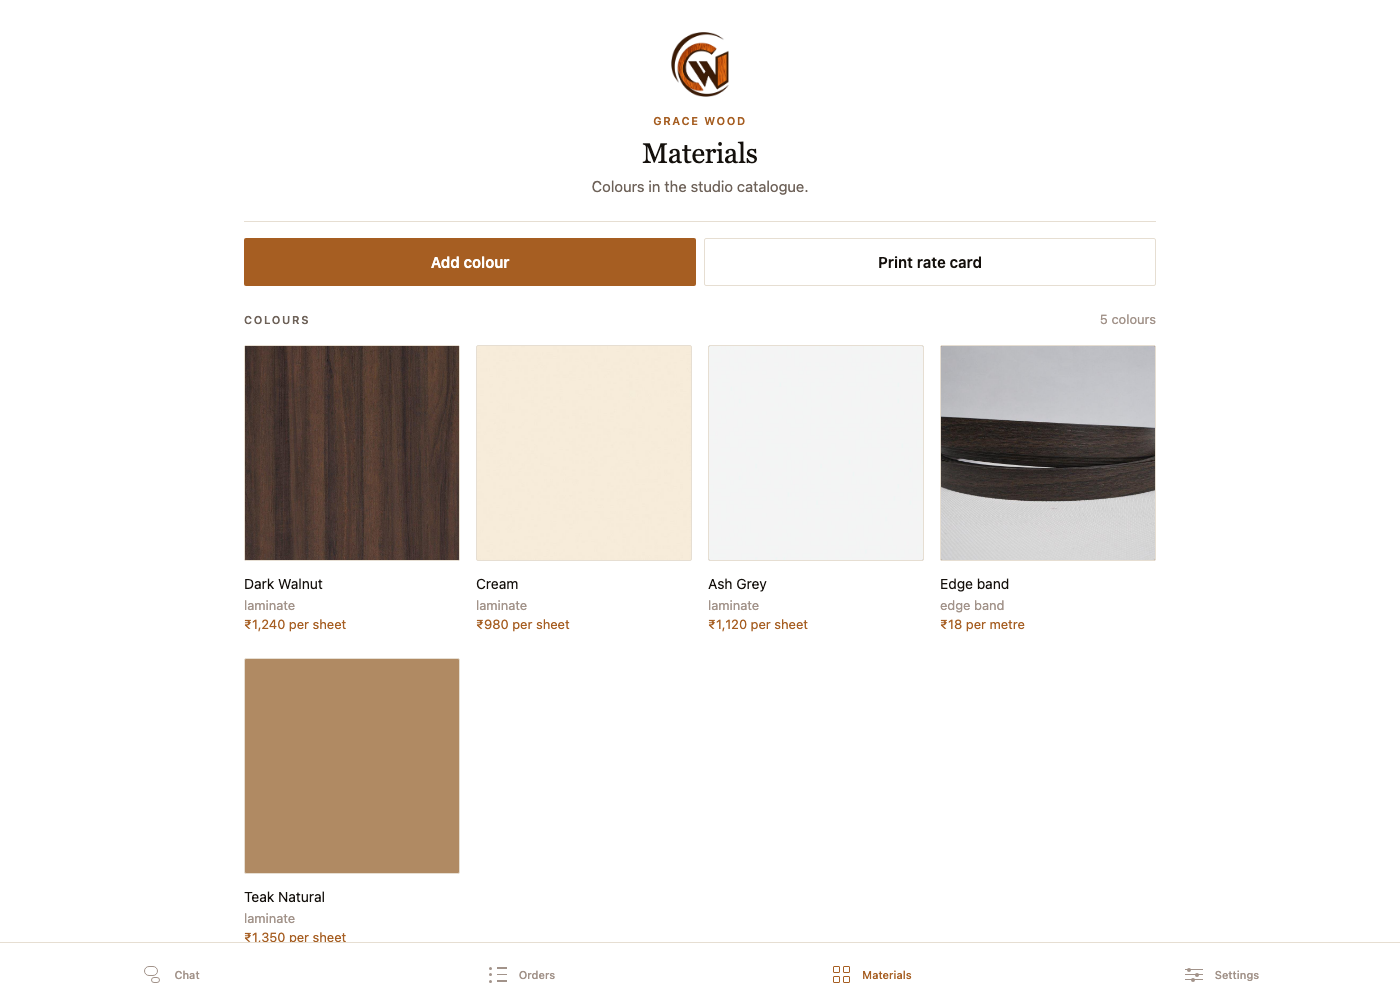 GRACE WOOD
Materials
Colours in the studio catalogue.
Add colour
Print rate card
COLOURS
5 colours
Dark Walnut
laminate
₹1,240 per sheet
Cream
laminate
₹980 per sheet
Ash Grey
laminate
₹1,120 per sheet
Edge band
edge band
₹18 per metre
Teak Natural
laminate
₹1,350 per sheet
Chat
Orders
Materials
Settings